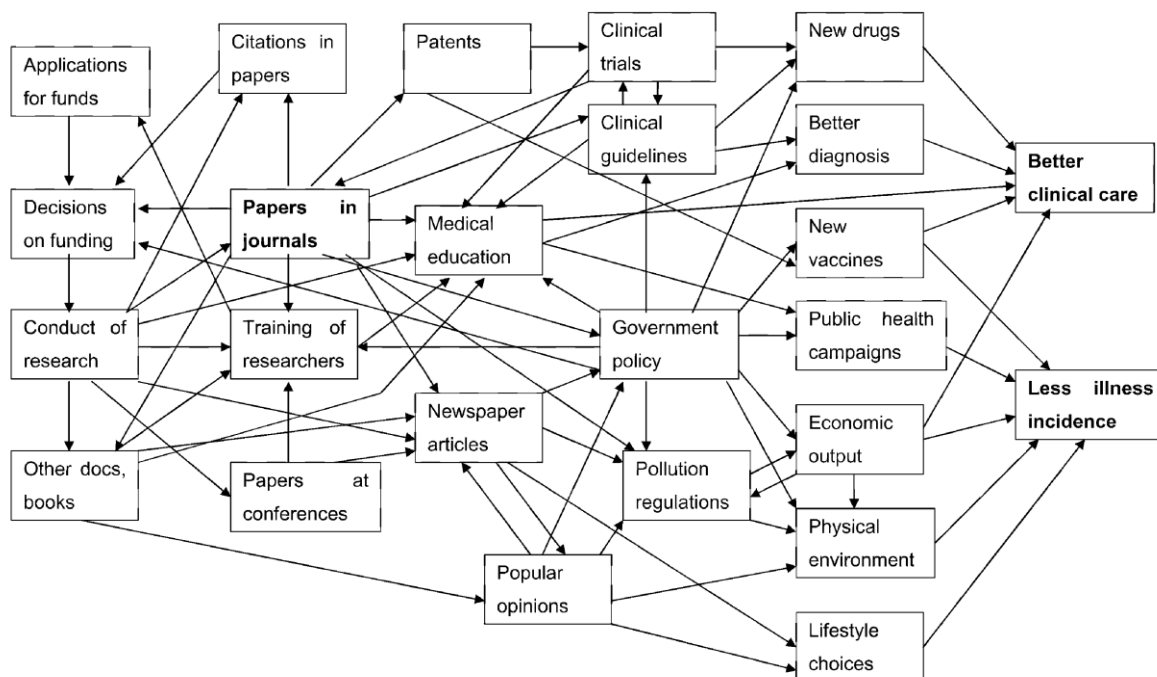 Applications
for funds
Citations in
papers
Patents
Clinical
trials
New drugs
Clinical
guidelines
Better
diagnosis
Better
clinical care
Decisions
on funding
Papers in
journals
Medical
education
New
vaccines
Conduct of
research
Training of
researchers
Government
policy
Public health
campaigns
Less illness
incidence
Newspaper
articles
Economic
output
Other docs,
books
Papers at
conferences
Pollution
regulations
Physical
environment
Popular
opinions
Lifestyle
choices